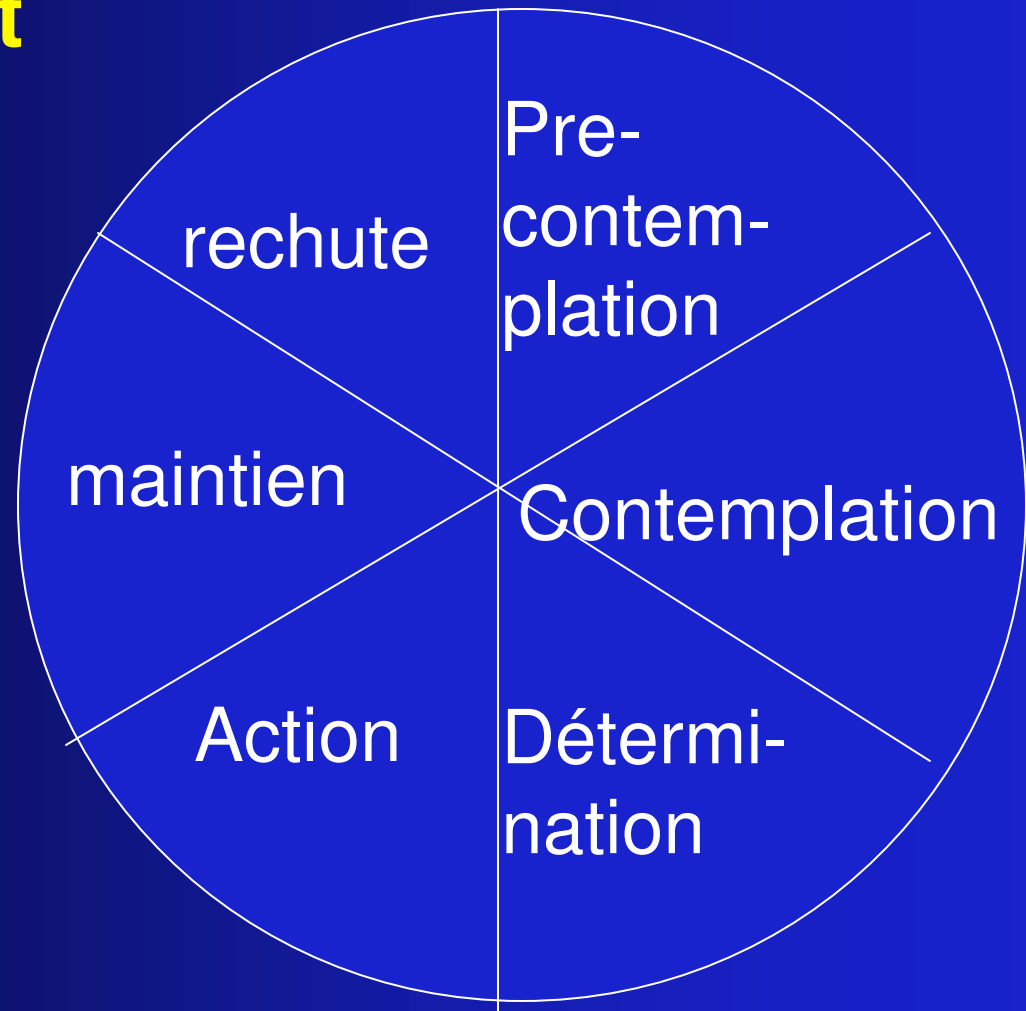 t
Pre-
contem-
plation
rechute
maintien
Contemplation
Action
Détermi-
nation